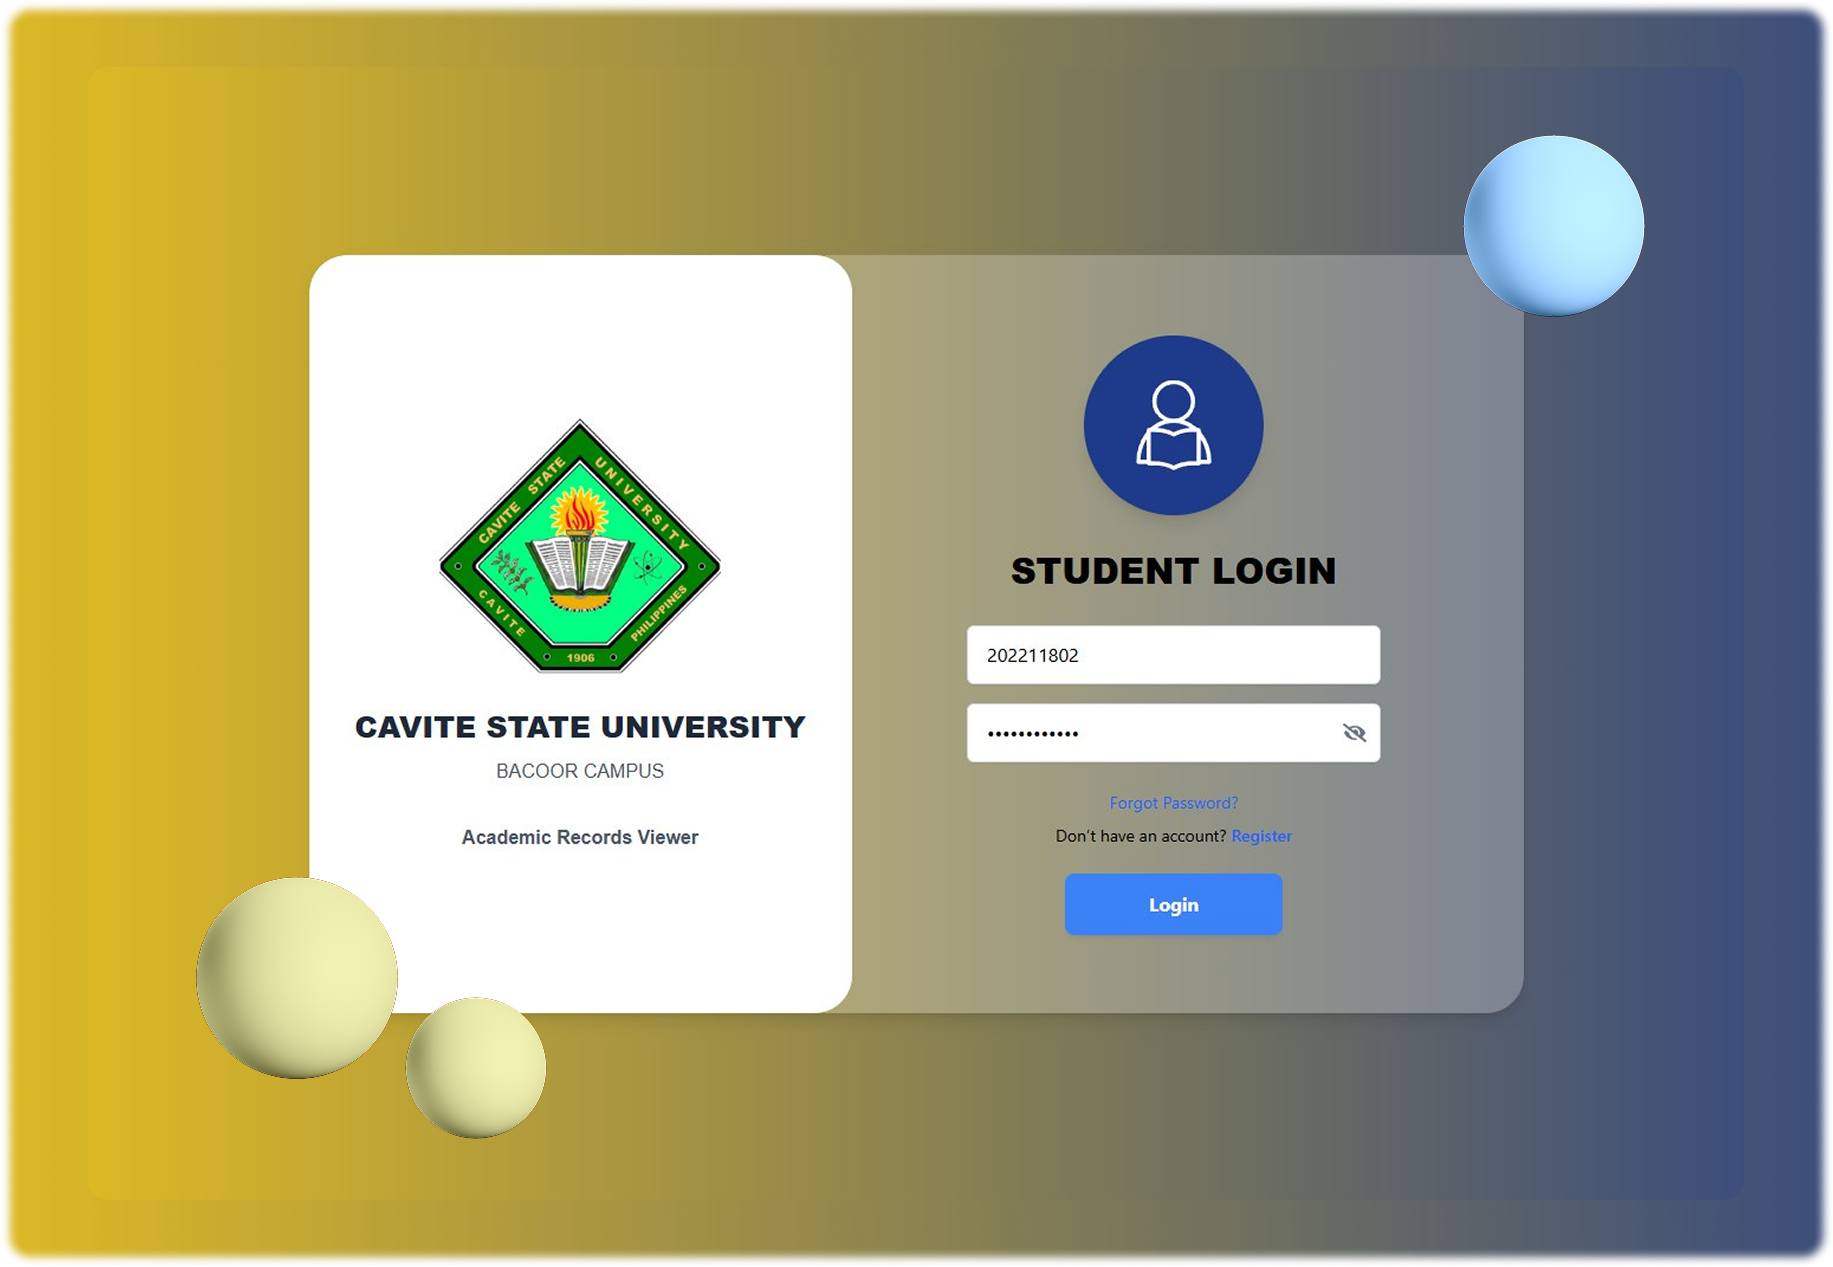 CAVITE STATE UNIVERSITY
CAVITE
PHILIPPINES
1906
CAVITE STATE UNIVERSITY
BACOOR CAMPUS
Academic Records Viewer
STUDENT LOGIN
202211802
••••••••••••
Forgot Password?
Don't have an account? Register
Login